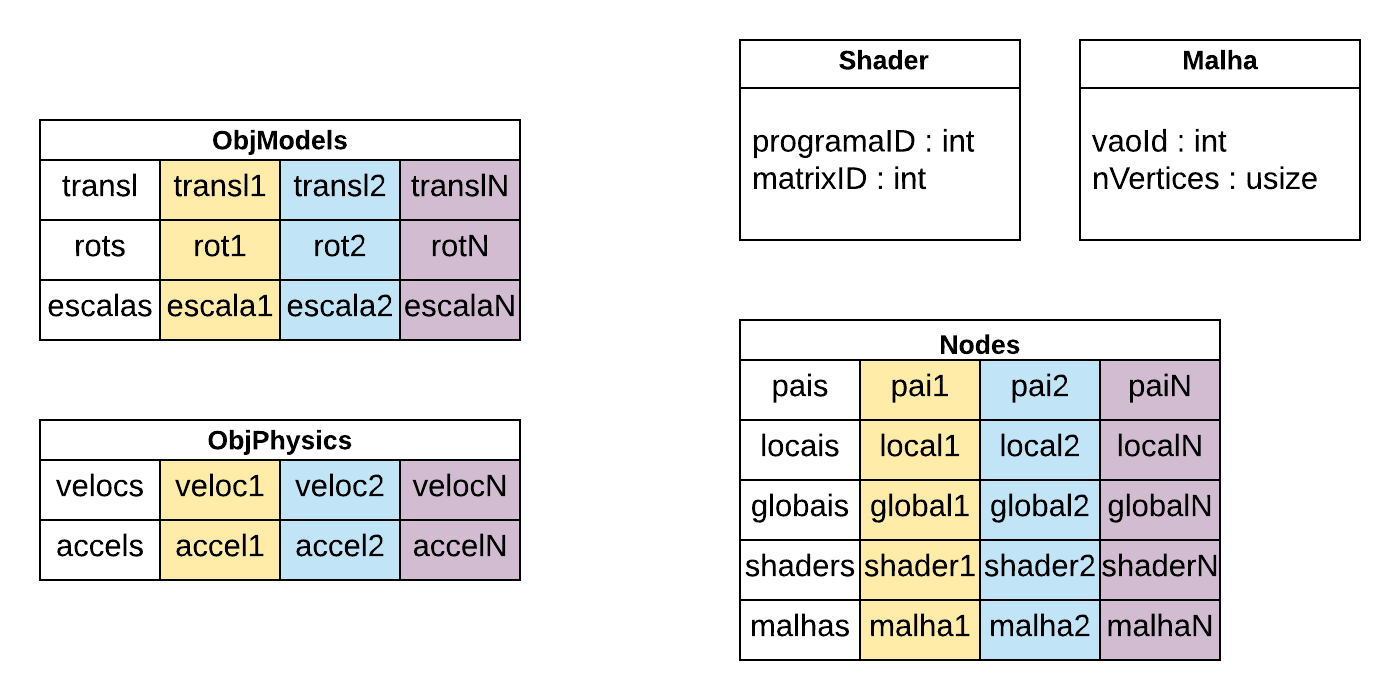 ObjModels
transl transl1 transl2 translN
rots rot1 rot2 rotN
escalas escala1 escala2 escalaN
ObjPhysics
velocs veloc1 veloc2 velocN
accels accel1 accel2 accelN
Shader
programaID : int
matrixID : int
Malha
vaoId : int
nVertices : usize
Nodes
pais pai1 pai2 paiN
locais local1 local2 localN
globais global1 global2 globalN
shaders shader1 shader2 shaderN
malhas malha1 malha2 malhaN